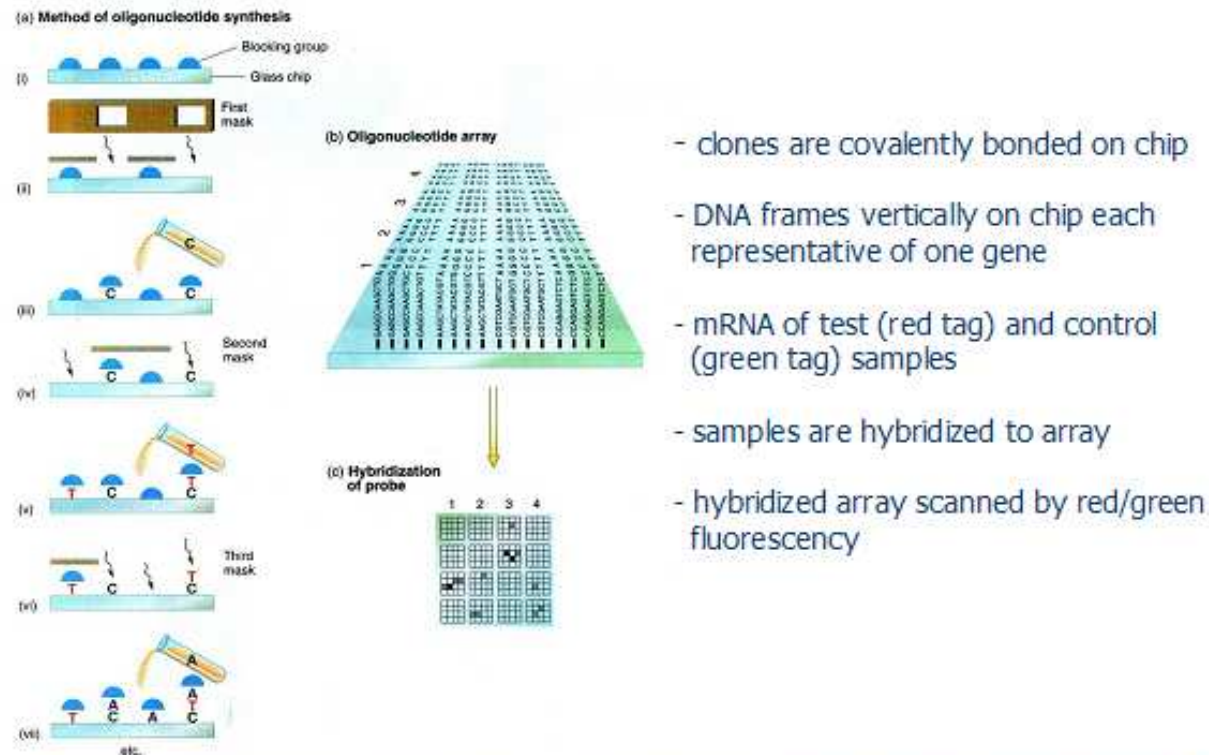 (a) Method of oligonucleotide synthesis
Blocking group
(i)
Glass chip
First
mask
(ii)
C
(iii)
C
C
Second
mask
C
C
(iv)
T
T
T
C
C
(v)
Third
mask
T
T
C
C
(vi)
A
A
A
T
T
C
A
C
(vii)
etc.
(b) Oligonucleotide array
4
3
2
1
(c) Hybridization
of probe
1 2 3 4
- clones are covalently bonded on chip
- DNA frames vertically on chip each
representative of one gene
- mRNA of test (red tag) and control
(green tag) samples
- samples are hybridized to array
- hybridized array scanned by red/green
fluorescency